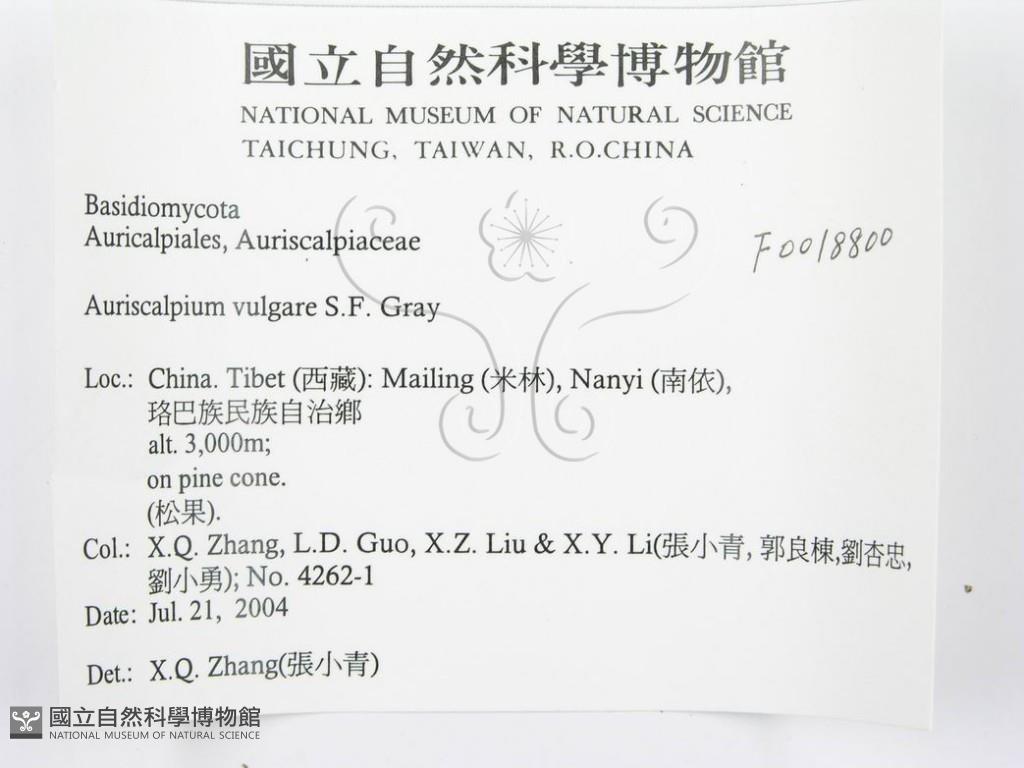 國立自然科學博物館
NATIONAL MUSEUM OF NATURAL SCIENCE
TAICHUNG, TAIWAN, R.O.CHINA
Basidiomycota
Auricalpiales, Auriscalpiaceae
F0018800
Auriscalpium vulgare S.F. Gray
Loc.: China. Tibet (西藏): Mailing (米林), Nanyi (南依),
珞巴族民族自治鄉
alt. 3,000m;
on pine cone.
(松果).
Col.: X.Q. Zhang, L.D. Guo, X.Z. Liu & X.Y. Li(張小青, 郭良棟,劉杏忠,
劉小勇); No. 4262-1
Date: Jul. 21, 2004
Det.: X.Q. Zhang(張小青)
國立自然科學博物館
NATIONAL MUSEUM OF NATURAL SCIENCE